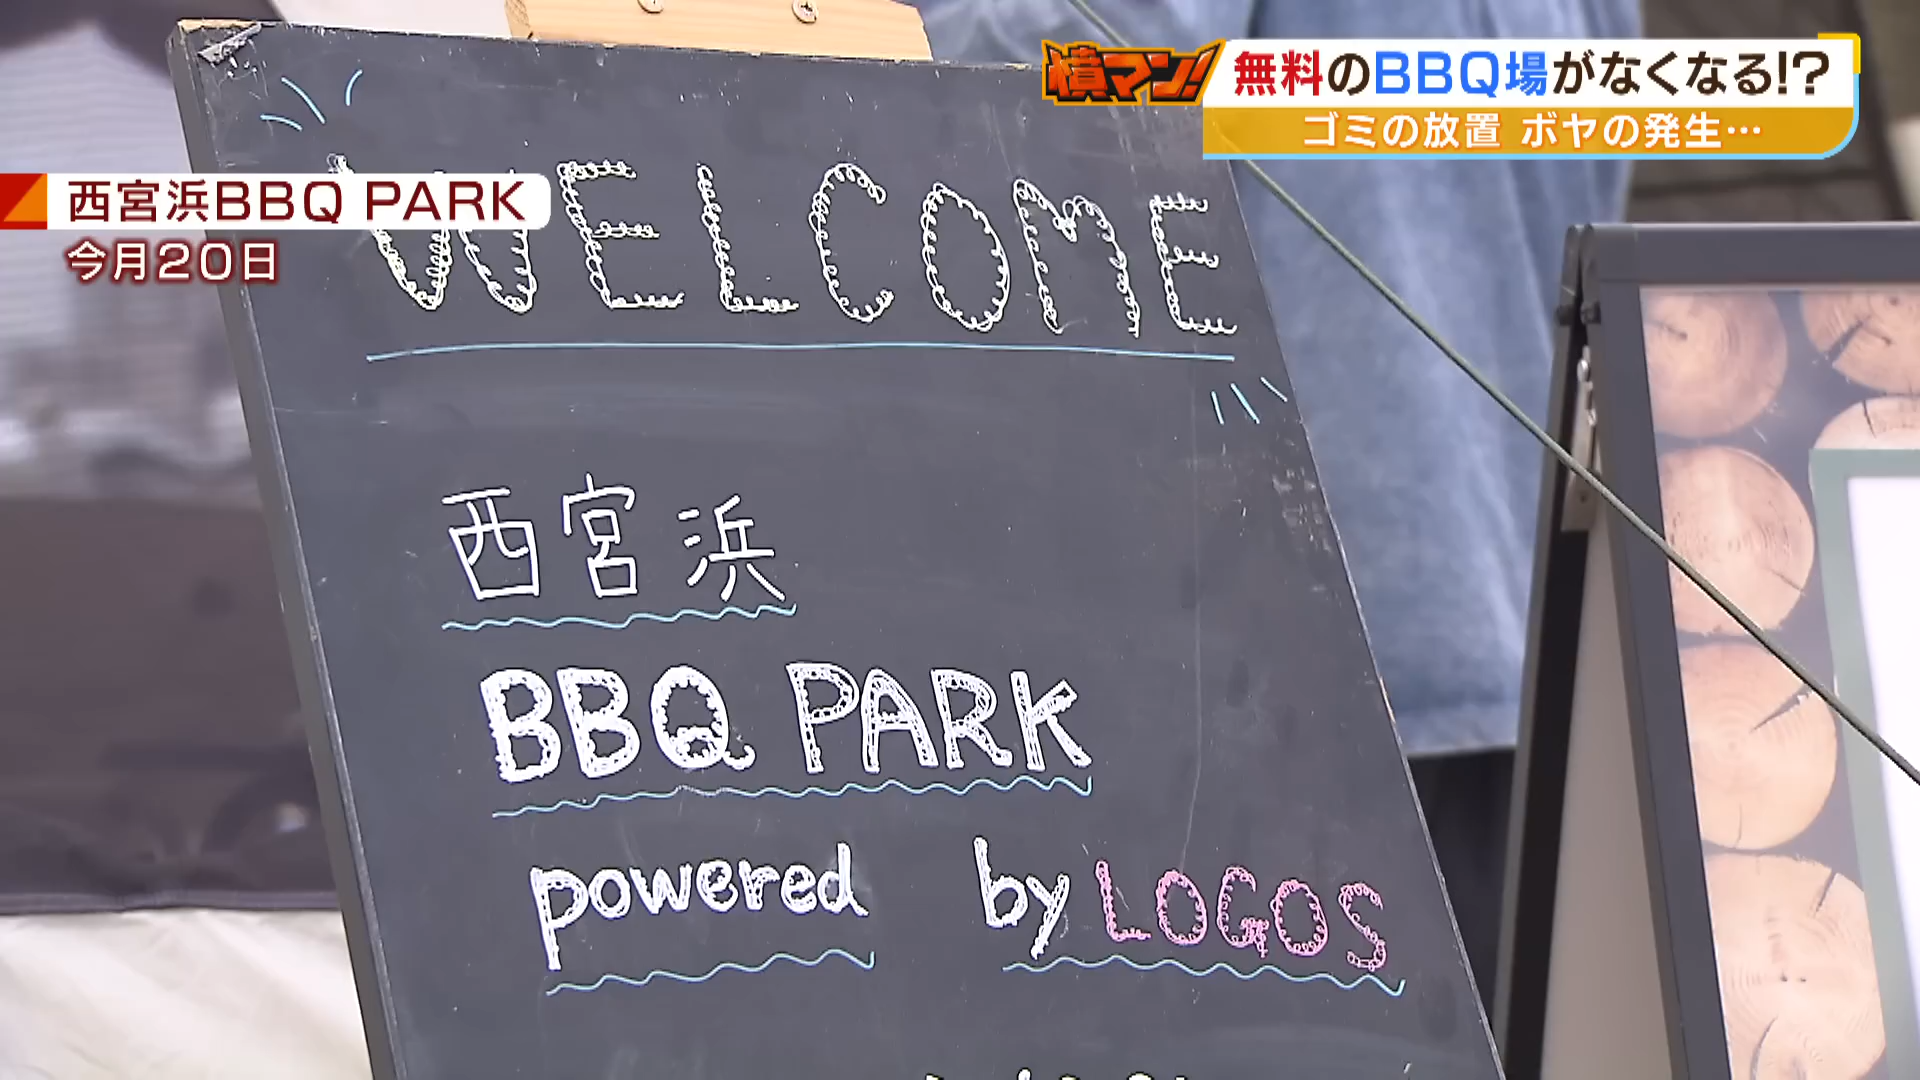 憤マン!
無料のBBQ場がなくなる!?
ゴミの放置 ボヤの発生…
西宮浜BBQ PARK
今月20日
WELCOME
西宮浜
BBQ PARK
powered by LOGOS